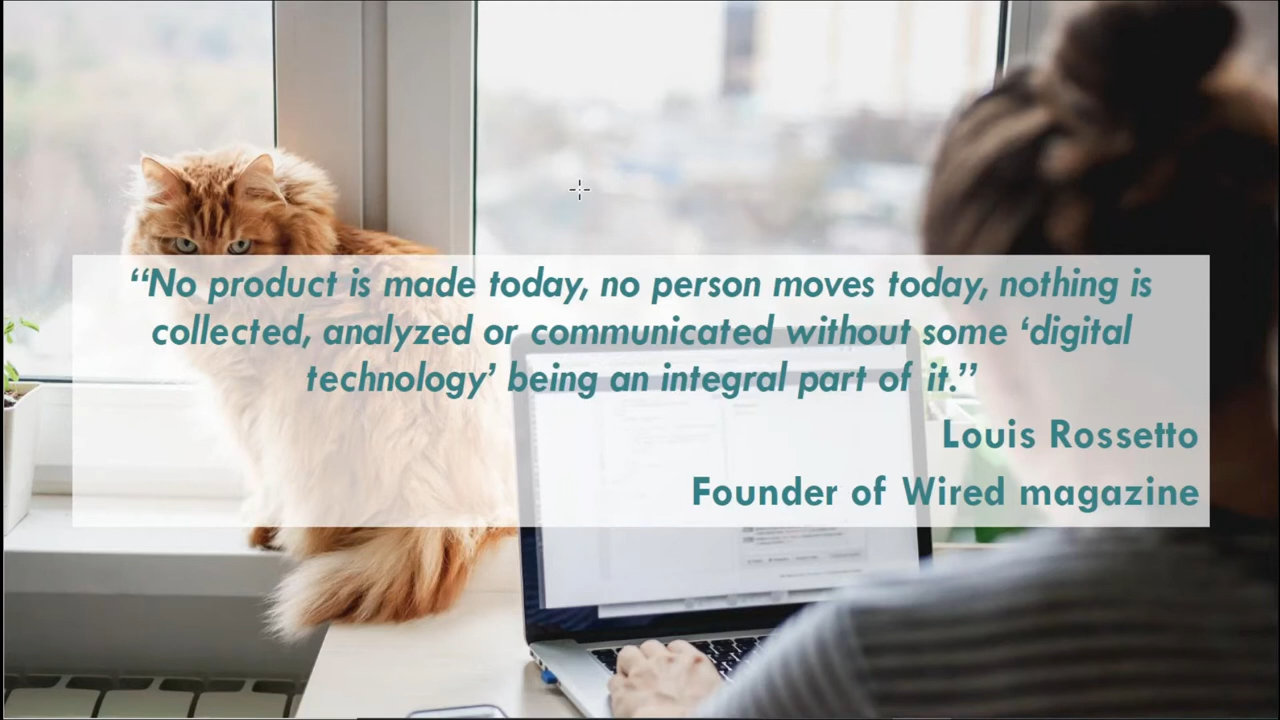 “No product is made today, no person moves today, nothing is
collected, analyzed or communicated without some ‘digital
technology’ being an integral part of it.”
Louis Rossetto
Founder of Wired magazine